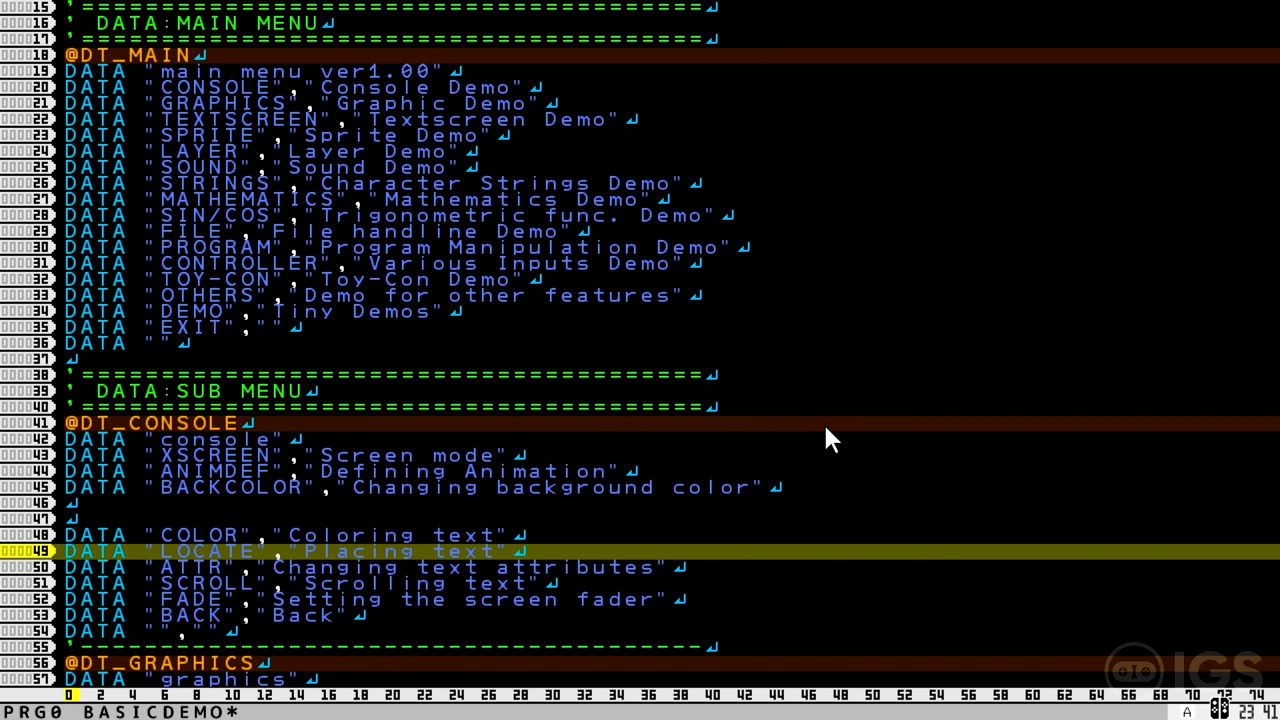 00015 ' =======================================
00016 ' DATA:MAIN MENU
00017 ' =======================================
00018 @DT_MAIN
00019 DATA "main menu ver1.00"
00020 DATA "CONSOLE","Console Demo"
00021 DATA "GRAPHICS","Graphic Demo"
00022 DATA "TEXTSCREEN","Textscreen Demo"
00023 DATA "SPRITE","Sprite Demo"
00024 DATA "LAYER","Layer Demo"
00025 DATA "SOUND","Sound Demo"
00026 DATA "STRINGS","Character Strings Demo"
00027 DATA "MATHEMATICS","Mathematics Demo"
00028 DATA "SIN/COS","Trigonometric func. Demo"
00029 DATA "FILE","File handline Demo"
00030 DATA "PROGRAM","Program Manipulation Demo"
00031 DATA "CONTROLLER","Various Inputs Demo"
00032 DATA "TOY-CON","Toy-Con Demo"
00033 DATA "OTHERS","Demo for other features"
00034 DATA "DEMO","Tiny Demos"
00035 DATA "EXIT",""
00036 DATA ""
00037
00038 ' =======================================
00039 ' DATA:SUB MENU
00040 ' =======================================
00041 @DT_CONSOLE
00042 DATA "console"
00043 DATA "XSCREEN","Screen mode"
00044 DATA "ANIMDEF","Defining Animation"
00045 DATA "BACKCOLOR","Changing background color"
00046
00047
00048 DATA "COLOR","Coloring text"
00049 DATA "LOCATE","Placing text"
00050 DATA "ATTR","Changing text attributes"
00051 DATA "SCROLL","Scrolling text"
00052 DATA "FADE","Setting the screen fader"
00053 DATA "BACK","Back"
00054 DATA "",""
00055 '---------------------------------------
00056 @DT_GRAPHICS
00057 DATA "graphics"
0 2 4 6 8 10 12 14 16 18 20 22 24 26 28 30 32 34 36 38 40 42 44 46 48 50 52 54 56 58 60 62 64 66 68 70 72 74
PRG0 BASICDEMO* A 23 41
IGS